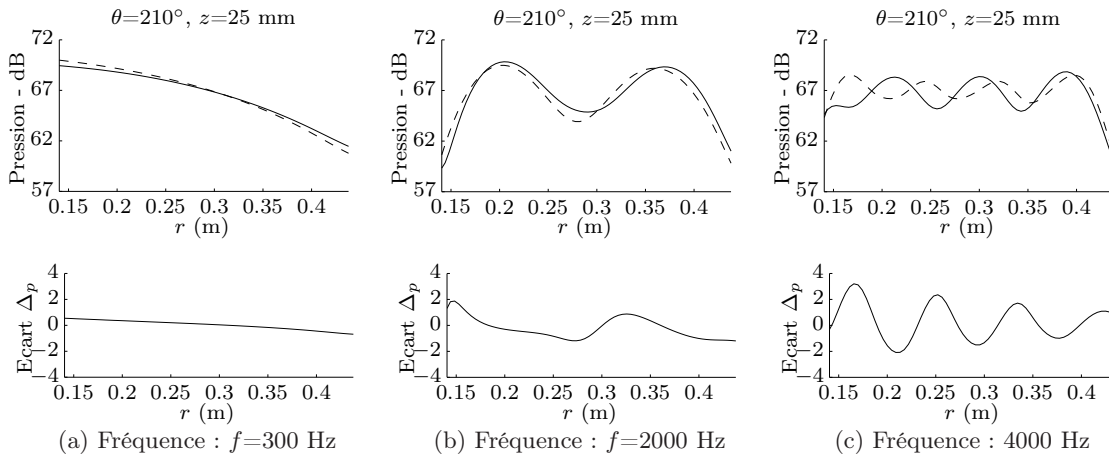 θ=210°, z=25 mm
72
67
62
57
Pression - dB
0.15 0.2 0.25 0.3 0.35 0.4
r (m)
4
2
0
−2
−4
Ecart Δp
0.15 0.2 0.25 0.3 0.35 0.4
r (m)
(a) Fréquence : f=300 Hz
θ=210°, z=25 mm
72
67
62
57
Pression - dB
0.15 0.2 0.25 0.3 0.35 0.4
r (m)
4
2
0
−2
−4
Ecart Δp
0.15 0.2 0.25 0.3 0.35 0.4
r (m)
(b) Fréquence : f=2000 Hz
θ=210°, z=25 mm
72
67
62
57
Pression - dB
0.15 0.2 0.25 0.3 0.35 0.4
r (m)
4
2
0
−2
−4
Ecart Δp
0.15 0.2 0.25 0.3 0.35 0.4
r (m)
(c) Fréquence : 4000 Hz